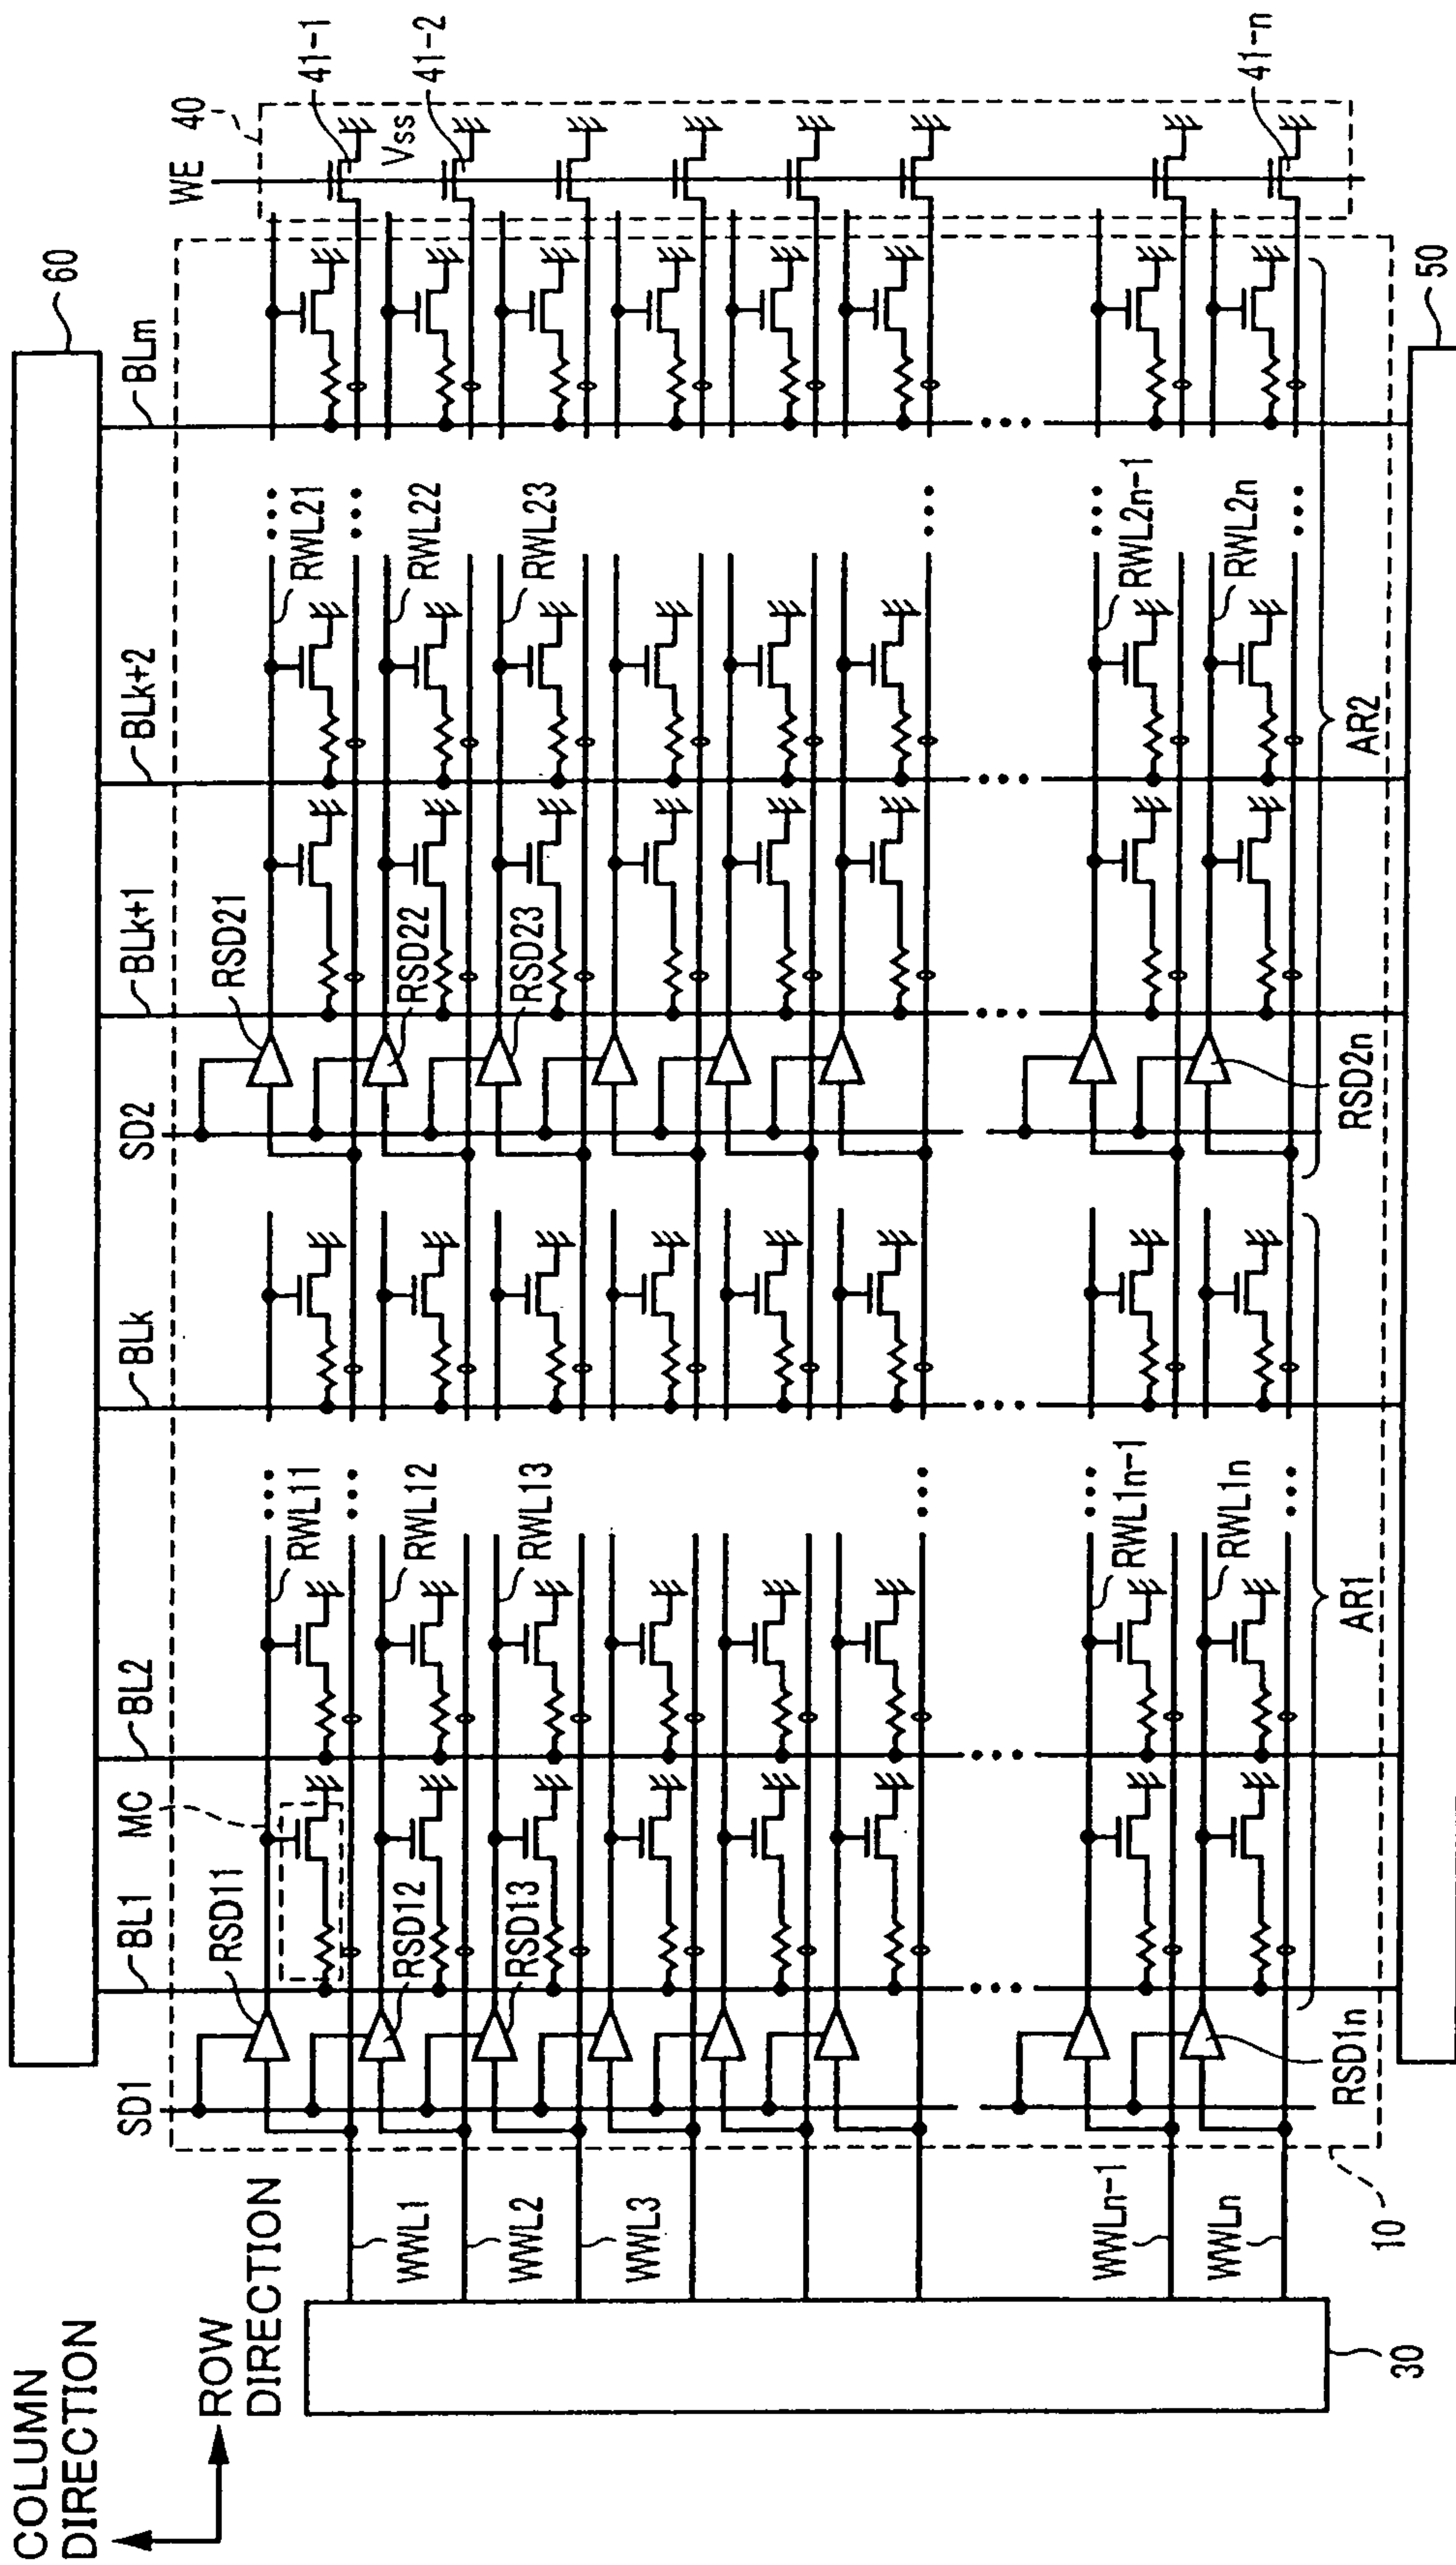 COLUMN
DIRECTION
ROW
DIRECTION
60
SD1
BL1
MC
BL2
BLk
SD2
BLk+1
BLk+2
BLm
WE
40
41-1
Vss
41-2
41-n
RSD11
RWL11
RSD21
RWL21
WWL1
RSD12
RWL12
RSD22
RWL22
WWL2
RSD13
RWL13
RSD23
RWL23
WWL3
WWLn-1
RWL1n-1
RWL2n-1
WWLn
RWL1n
RWL2n
RSD1n
AR1
RSD2n
AR2
10
30
50